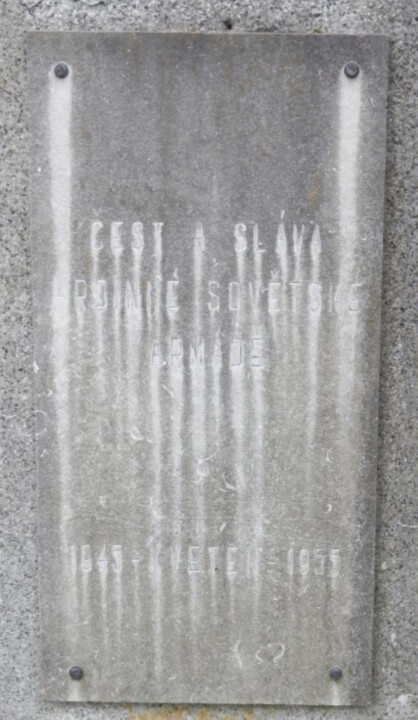 ČEST A SLÁVA
HRDINNÉ SOVĚTSKÉ
ARMÁDĚ
1945 - KVĚTEN - 1955